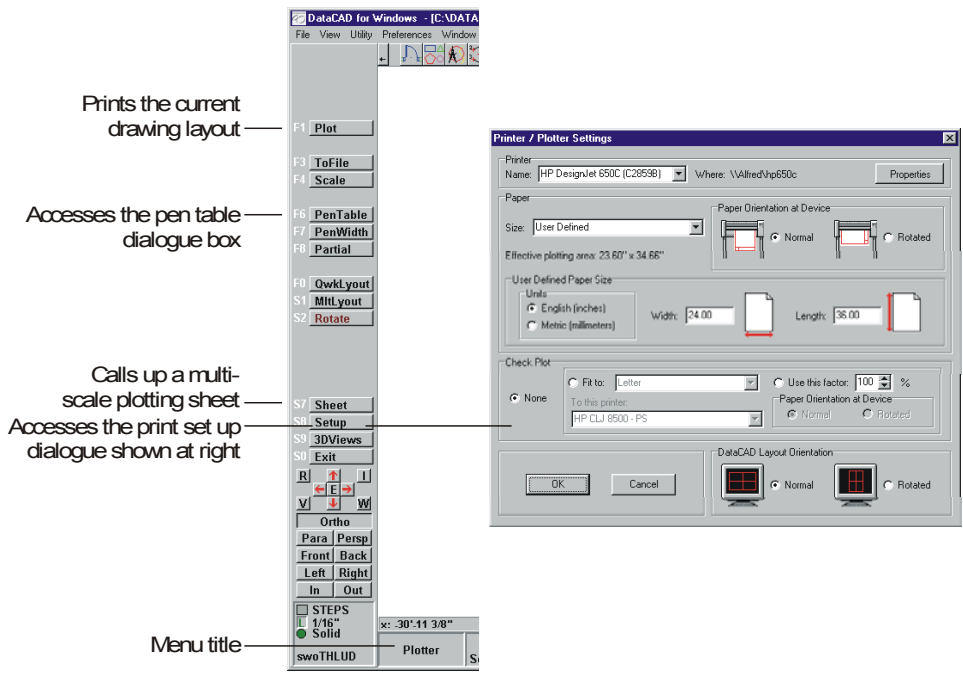 DataCAD for Windows - [C:\DATA
File View Utility Preferences Window
Prints the current
drawing layout
F1 Plot
F3 ToFile
F4 Scale
Accesses the pen table
dialogue box
F6 PenTable
F7 PenWidth
F8 Partial
F0 QwkLyout
S1 MltLyout
S2 Rotate
Calls up a multi-
scale plotting sheet
S7 Sheet
Accesses the print set up
dialogue shown at right
S8 Setup
S9 3DViews
S0 Exit
R I
E
V W
Ortho
Para Persp
Front Back
Left Right
In Out
STEPS
L 1/16"
Solid
swoTHLUD
x: -30'-11 3/8"
Menu title
Plotter
Printer / Plotter Settings
Printer
Name: HP DesignJet 650C (C2859B) Where: \\Alfred\hp650c Properties
Paper
Size: User Defined
Effective plotting area: 23.60" x 34.66"
Paper Orientation at Device
Normal Rotated
User Defined Paper Size
Units
English (inches)
Metric (millimeters)
Width: 24.00 Length: 36.00
Check Plot
None
Fit to: Letter
To this printer:
HP CLJ 8500 - PS
Use this factor: 100 %
Paper Orientation at Device
Normal Rotated
OK Cancel
DataCAD Layout Orientation
Normal Rotated